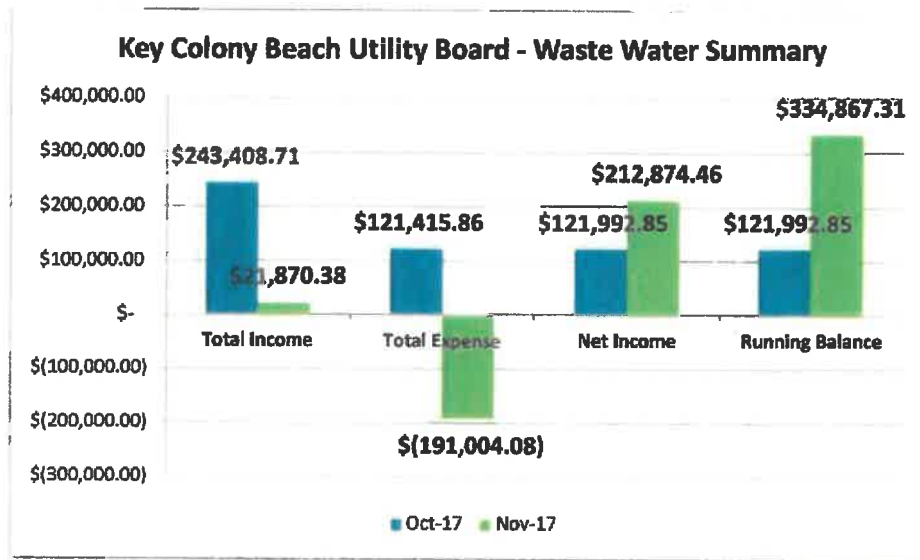 Key Colony Beach Utility Board - Waste Water Summary
$400,000.00
$300,000.00
$200,000.00
$100,000.00
$-
$(100,000.00)
$(200,000.00)
$(300,000.00)
$243,408.71
$21,870.38
$121,415.86
$(191,004.08)
$121,992.85
$212,874.46
$121,992.85
$334,867.31
Total Income
Total Expense
Net Income
Running Balance
Oct-17
Nov-17